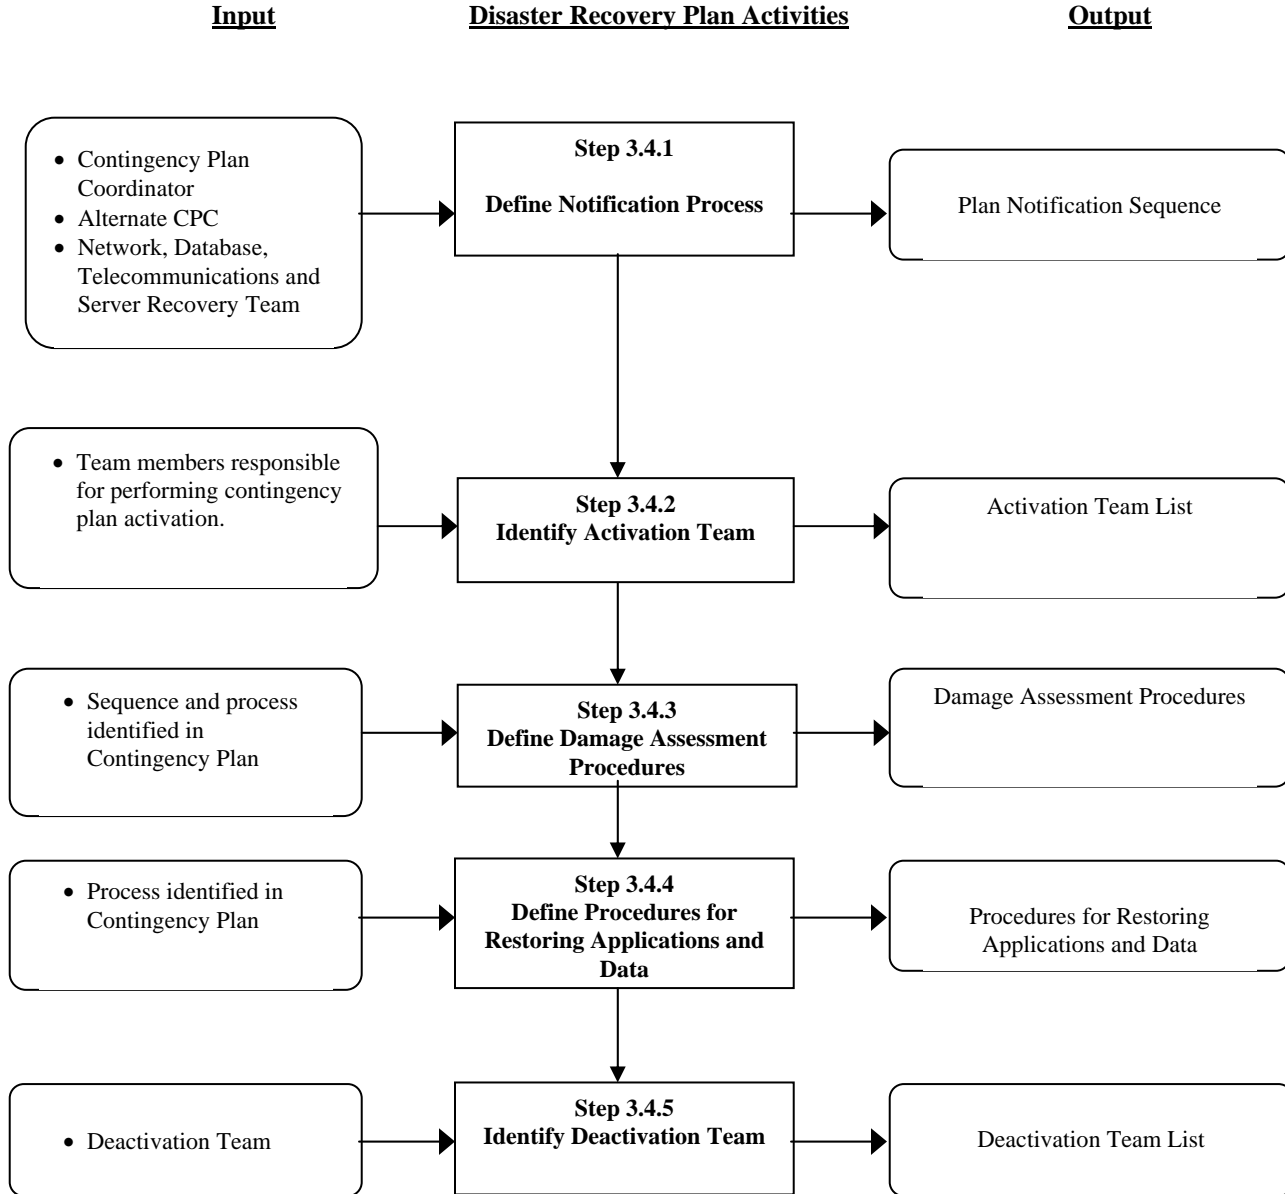 Input
Disaster Recovery Plan Activities
Output
• Contingency Plan
Coordinator
• Alternate CPC
• Network, Database,
Telecommunications and
Server Recovery Team
Step 3.4.1
Define Notification Process
Plan Notification Sequence
• Team members responsible
for performing contingency
plan activation.
Step 3.4.2
Identify Activation Team
Activation Team List
• Sequence and process
identified in
Contingency Plan
Step 3.4.3
Define Damage Assessment
Procedures
Damage Assessment Procedures
• Process identified in
Contingency Plan
Step 3.4.4
Define Procedures for
Restoring Applications and
Data
Procedures for Restoring
Applications and Data
• Deactivation Team
Step 3.4.5
Identify Deactivation Team
Deactivation Team List